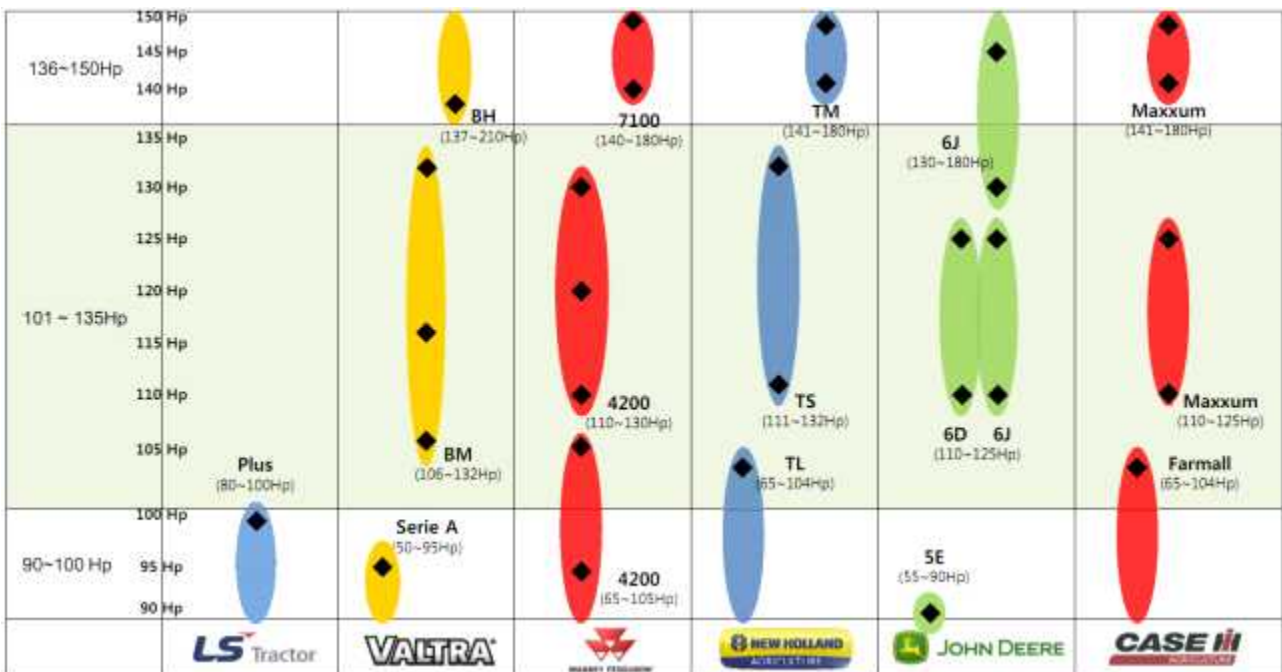 150 Hp
136~150Hp
145 Hp
140 Hp
BH
(137~210Hp)
7100
(140~180Hp)
TM
(141~180Hp)
6J
(130~180Hp)
Maxxum
(141~180Hp)
135 Hp
130 Hp
125 Hp
120 Hp
101 ~ 135Hp
115 Hp
110 Hp
105 Hp
BM
(106~132Hp)
4200
(110~130Hp)
TS
(111~132Hp)
6D 6J
(110~125Hp)
Maxxum
(110~125Hp)
Plus
(80~100Hp)
TL
(65~104Hp)
Farmall
(65~104Hp)
100 Hp
90~100 Hp
95 Hp
90 Hp
Serie A
(50~95Hp)
4200
(65~105Hp)
5E
(55~90Hp)
LS Tractor
VALTRA
MASSEY FERGUSON
NEW HOLLAND
AGRICULTURE
JOHN DEERE
CASE IH
AGRICULTURE